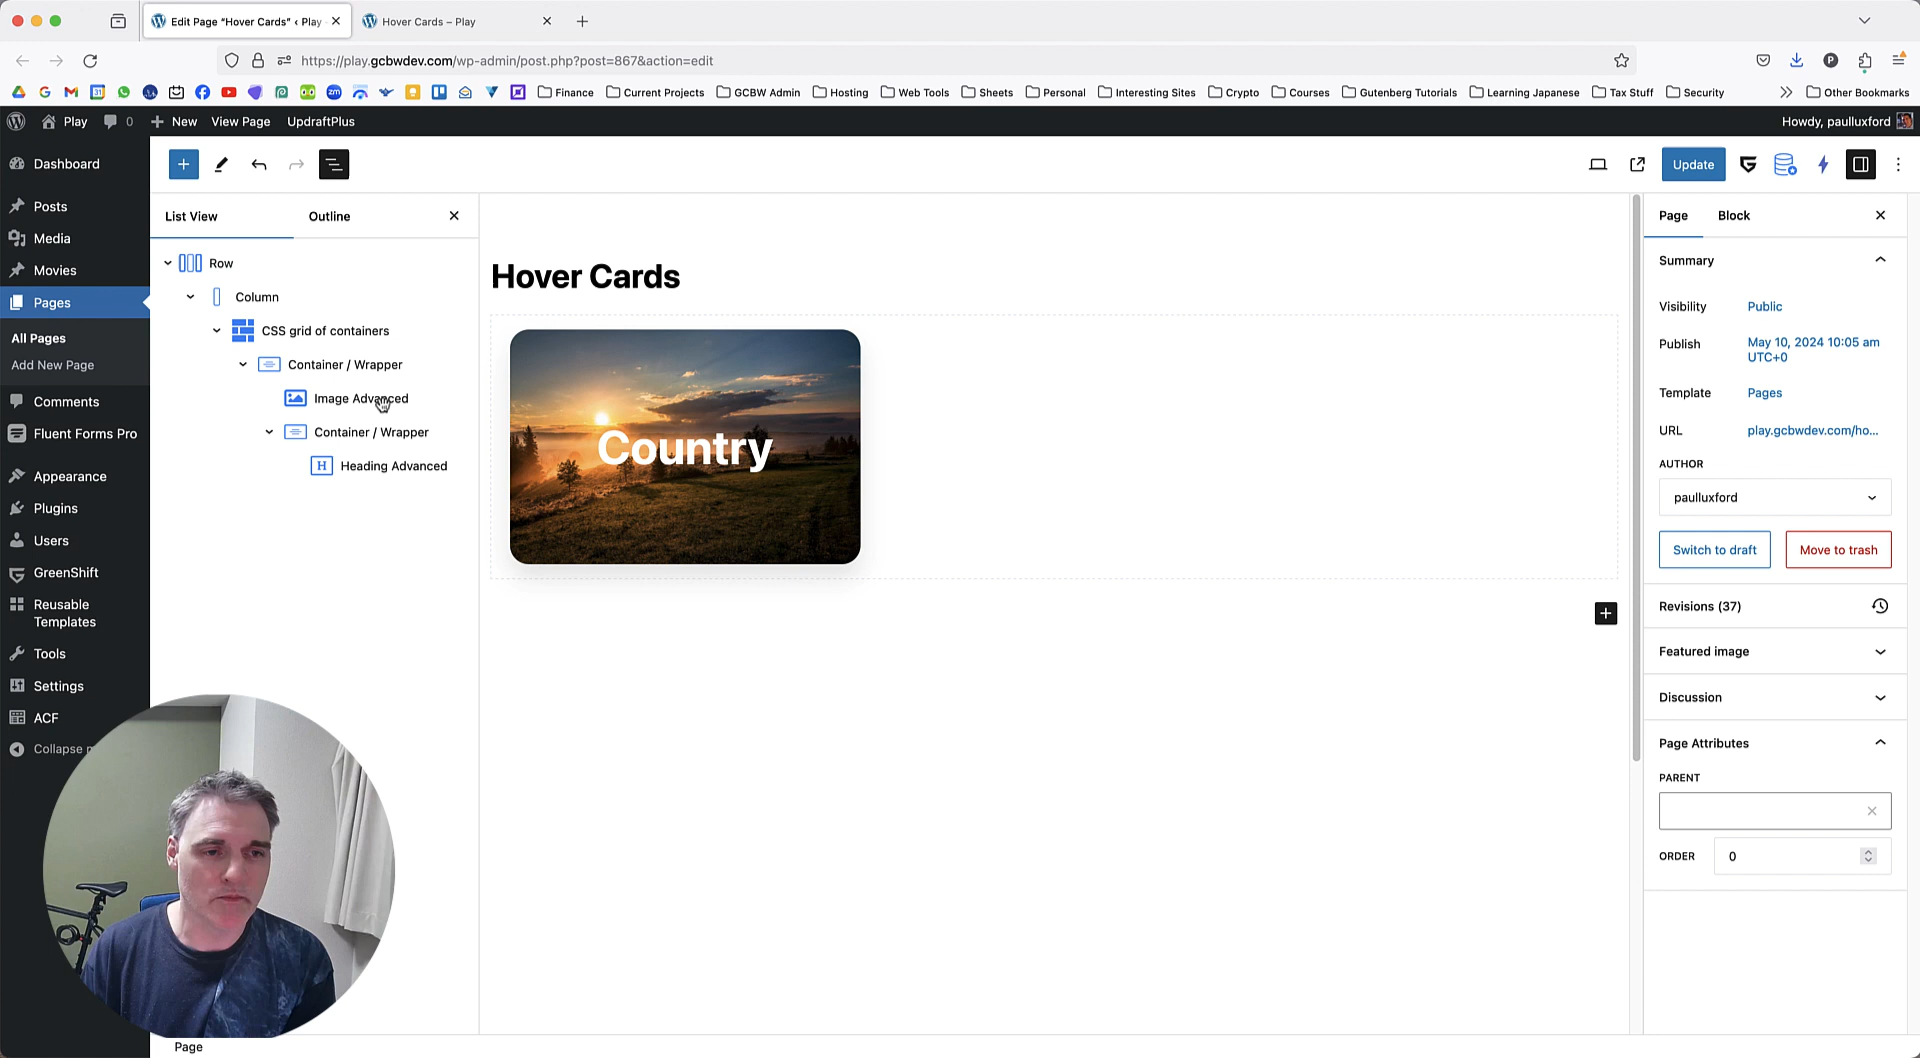 Edit Page “Hover Cards” ‹ Play
Hover Cards – Play
https://play.gcbwdev.com/wp-admin/post.php?post=867&action=edit
Finance
Current Projects
GCBW Admin
Hosting
Web Tools
Sheets
Personal
Interesting Sites
Crypto
Courses
Gutenberg Tutorials
Learning Japanese
Tax Stuff
Security
Other Bookmarks
Play
0
New
View Page
UpdraftPlus
Howdy, paulluxford
Dashboard
Posts
Media
Movies
Pages
All Pages
Add New Page
Comments
Fluent Forms Pro
Appearance
Plugins
Users
GreenShift
Reusable
Templates
Tools
Settings
ACF
Collapse
Update
List View
Outline
Row
Column
CSS grid of containers
Container / Wrapper
Image Advanced
Container / Wrapper
H Heading Advanced
Hover Cards
Country
Page
Block
Summary
Visibility
Public
Publish
May 10, 2024 10:05 am
UTC+0
Template
Pages
URL
play.gcbwdev.com/ho...
AUTHOR
paulluxford
Switch to draft
Move to trash
Revisions (37)
Featured image
Discussion
Page Attributes
PARENT
ORDER
0
Page